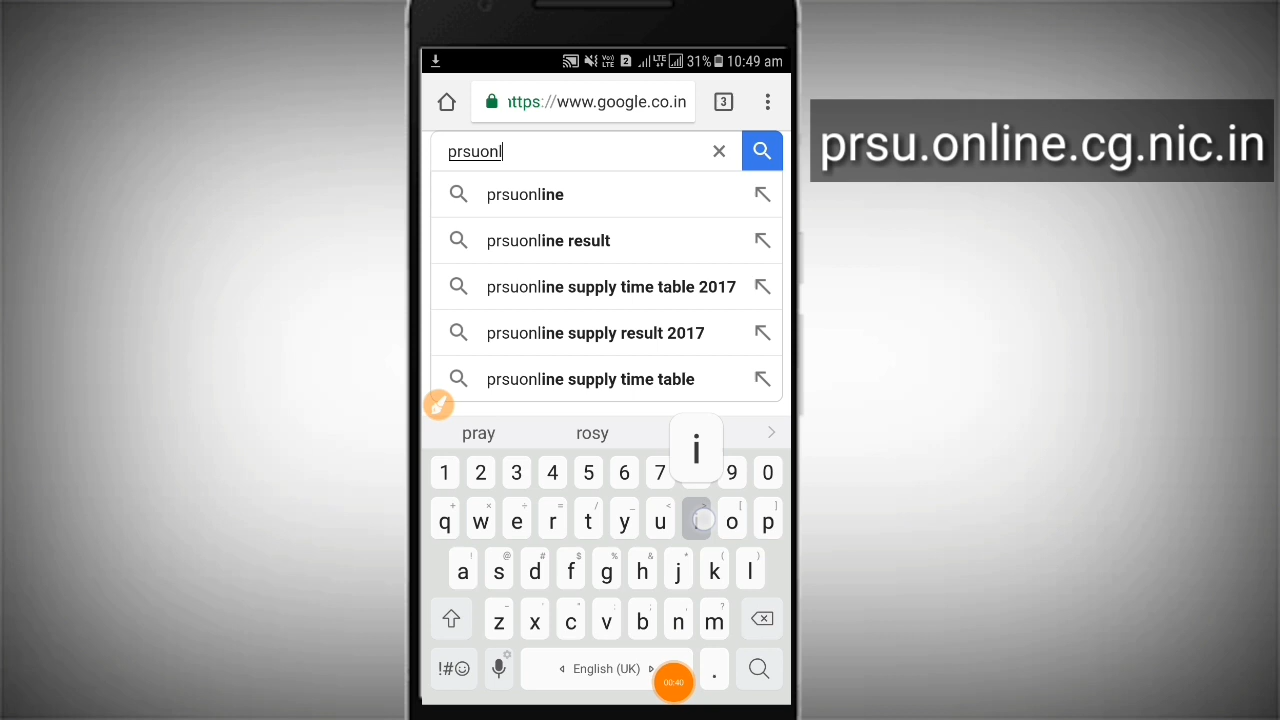 31% 10:49 am
https://www.google.co.in
3
prsu.online.cg.nic.in
prsuonl
prsuonline
prsuonline result
prsuonline supply time table 2017
prsuonline supply result 2017
prsuonline supply time table
pray rosy
i
1 2 3 4 5 6 7 9 0
q w e r t y u o p
a s d f g h j k l
z x c v b n m
!#☺ English (UK) .
00:40